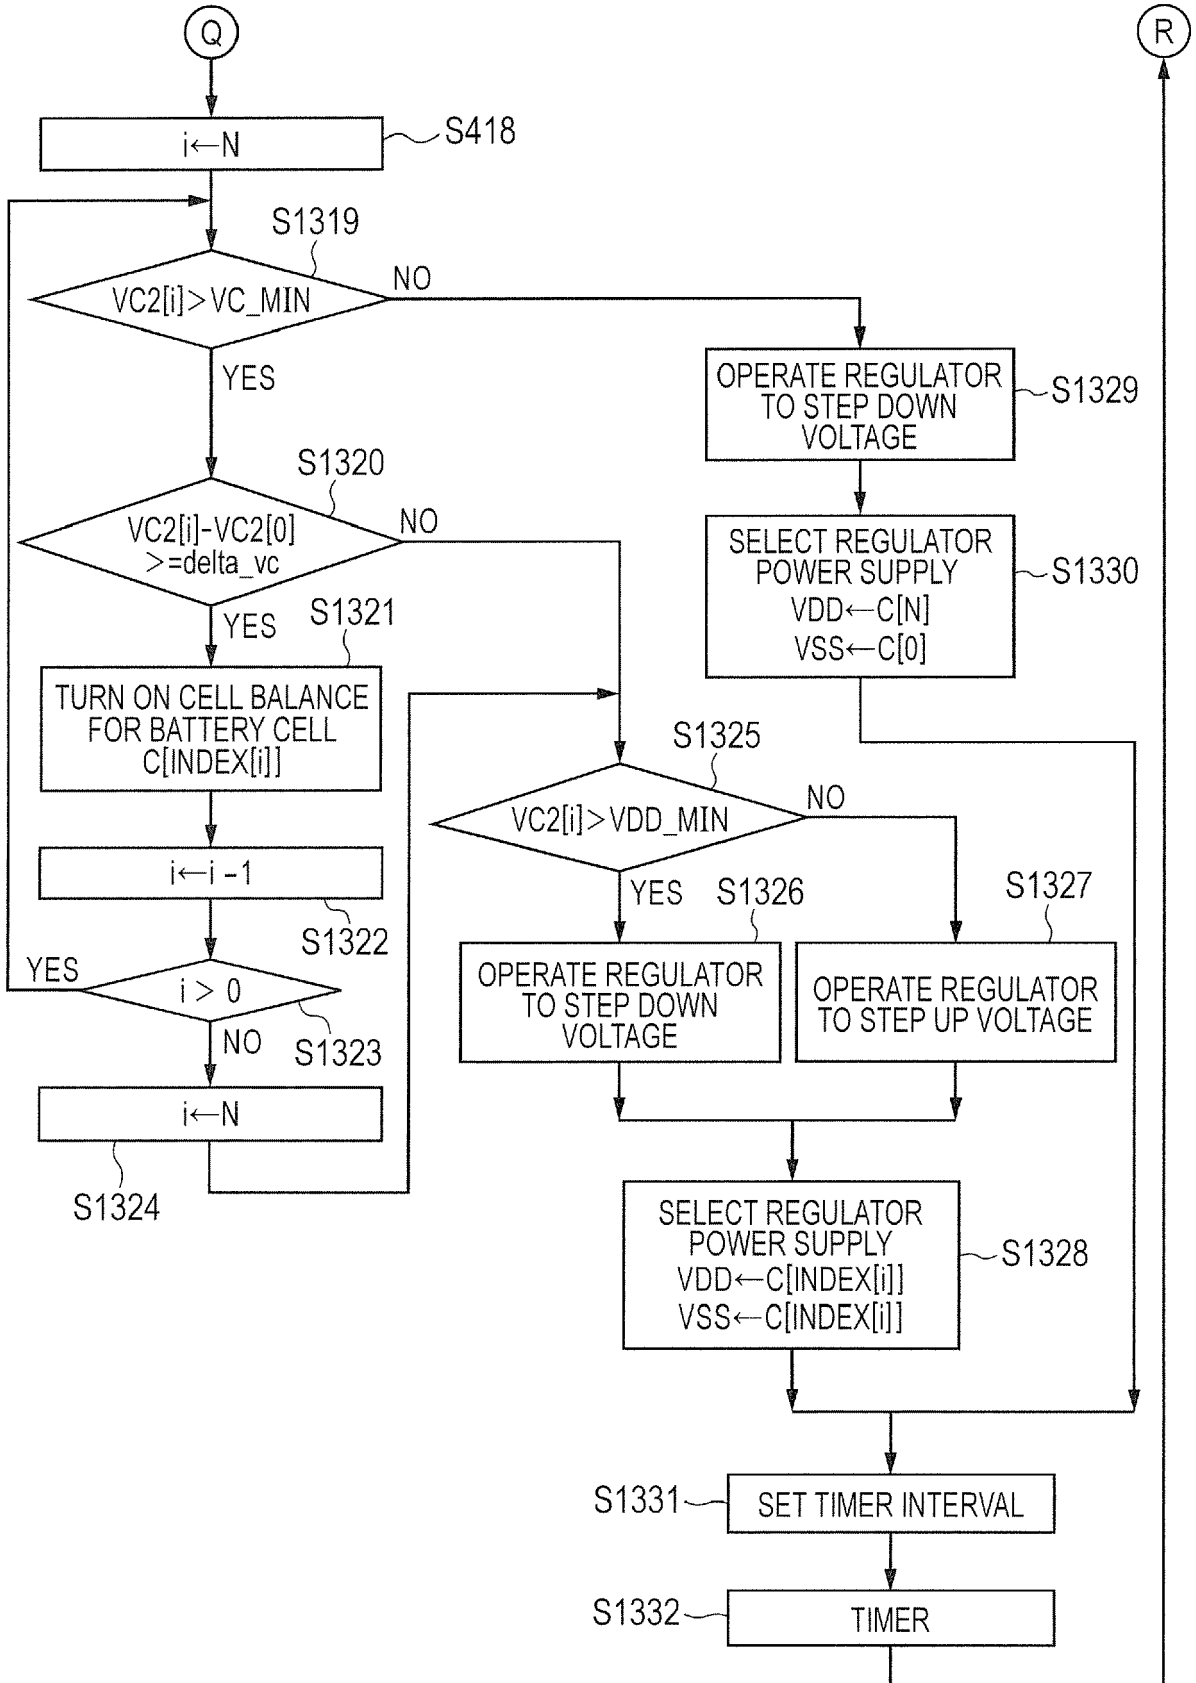 Q
R
i←N
S418
S1319
VC2[i]>VC_MIN
NO
YES
OPERATE REGULATOR
TO STEP DOWN
VOLTAGE
S1329
S1320
VC2[i]-VC2[0]
>=delta_vc
NO
YES
SELECT REGULATOR
POWER SUPPLY
VDD←C[N]
VSS←C[0]
S1330
S1321
TURN ON CELL BALANCE
FOR BATTERY CELL
C[INDEX[i]]
S1325
VC2[i]>VDD_MIN
NO
YES
i←i-1
S1322
S1326
S1327
YES
i > 0
NO
S1323
OPERATE REGULATOR
TO STEP DOWN
VOLTAGE
OPERATE REGULATOR
TO STEP UP VOLTAGE
i←N
S1324
SELECT REGULATOR
POWER SUPPLY
VDD←C[INDEX[i]]
VSS←C[INDEX[i]]
S1328
S1331
SET TIMER INTERVAL
S1332
TIMER